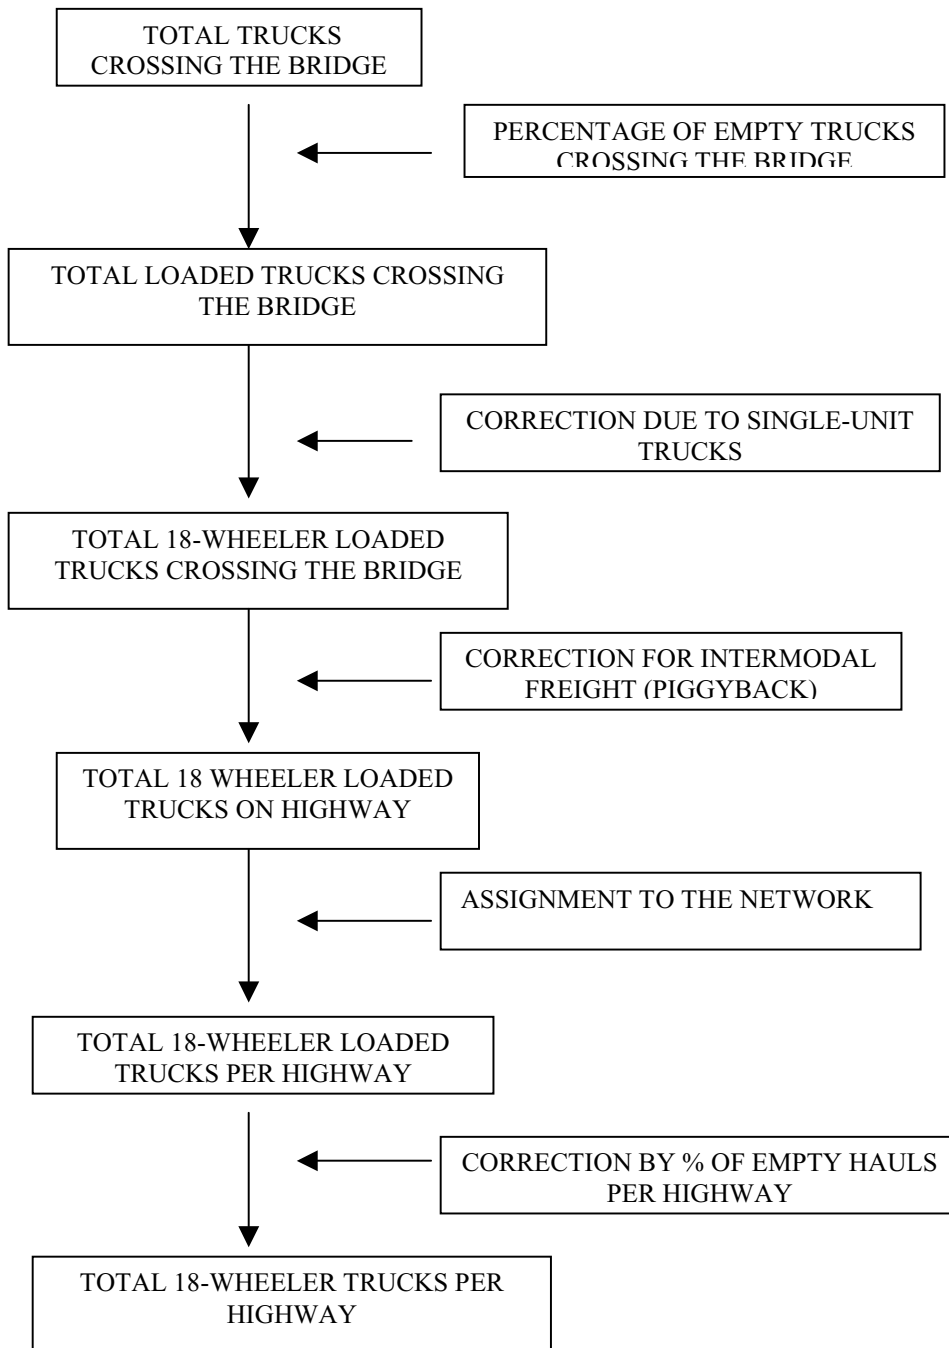 TOTAL TRUCKS
CROSSING THE BRIDGE
PERCENTAGE OF EMPTY TRUCKS
CROSSING THE BRIDGE
TOTAL LOADED TRUCKS CROSSING
THE BRIDGE
CORRECTION DUE TO SINGLE-UNIT
TRUCKS
TOTAL 18-WHEELER LOADED
TRUCKS CROSSING THE BRIDGE
CORRECTION FOR INTERMODAL
FREIGHT (PIGGYBACK)
TOTAL 18 WHEELER LOADED
TRUCKS ON HIGHWAY
ASSIGNMENT TO THE NETWORK
TOTAL 18-WHEELER LOADED
TRUCKS PER HIGHWAY
CORRECTION BY % OF EMPTY HAULS
PER HIGHWAY
TOTAL 18-WHEELER TRUCKS PER
HIGHWAY